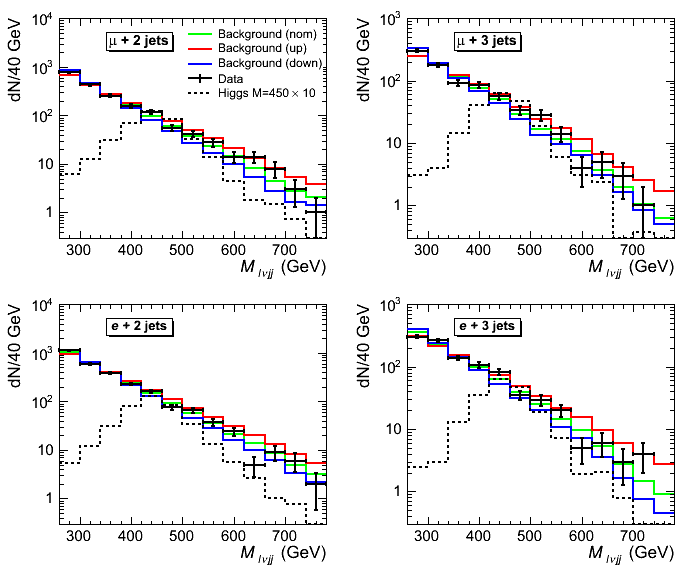 dN/40 GeV
10⁴
10³
10²
10
1
μ + 2 jets
Background (nom)
Background (up)
Background (down)
Data
Higgs M=450 × 10
300 400 500 600 700
M lνjj (GeV)
dN/40 GeV
10³
10²
10
1
μ + 3 jets
300 400 500 600 700
M lνjj (GeV)
dN/40 GeV
10⁴
10³
10²
10
1
e + 2 jets
300 400 500 600 700
M lνjj (GeV)
dN/40 GeV
10³
10²
10
1
e + 3 jets
300 400 500 600 700
M lνjj (GeV)